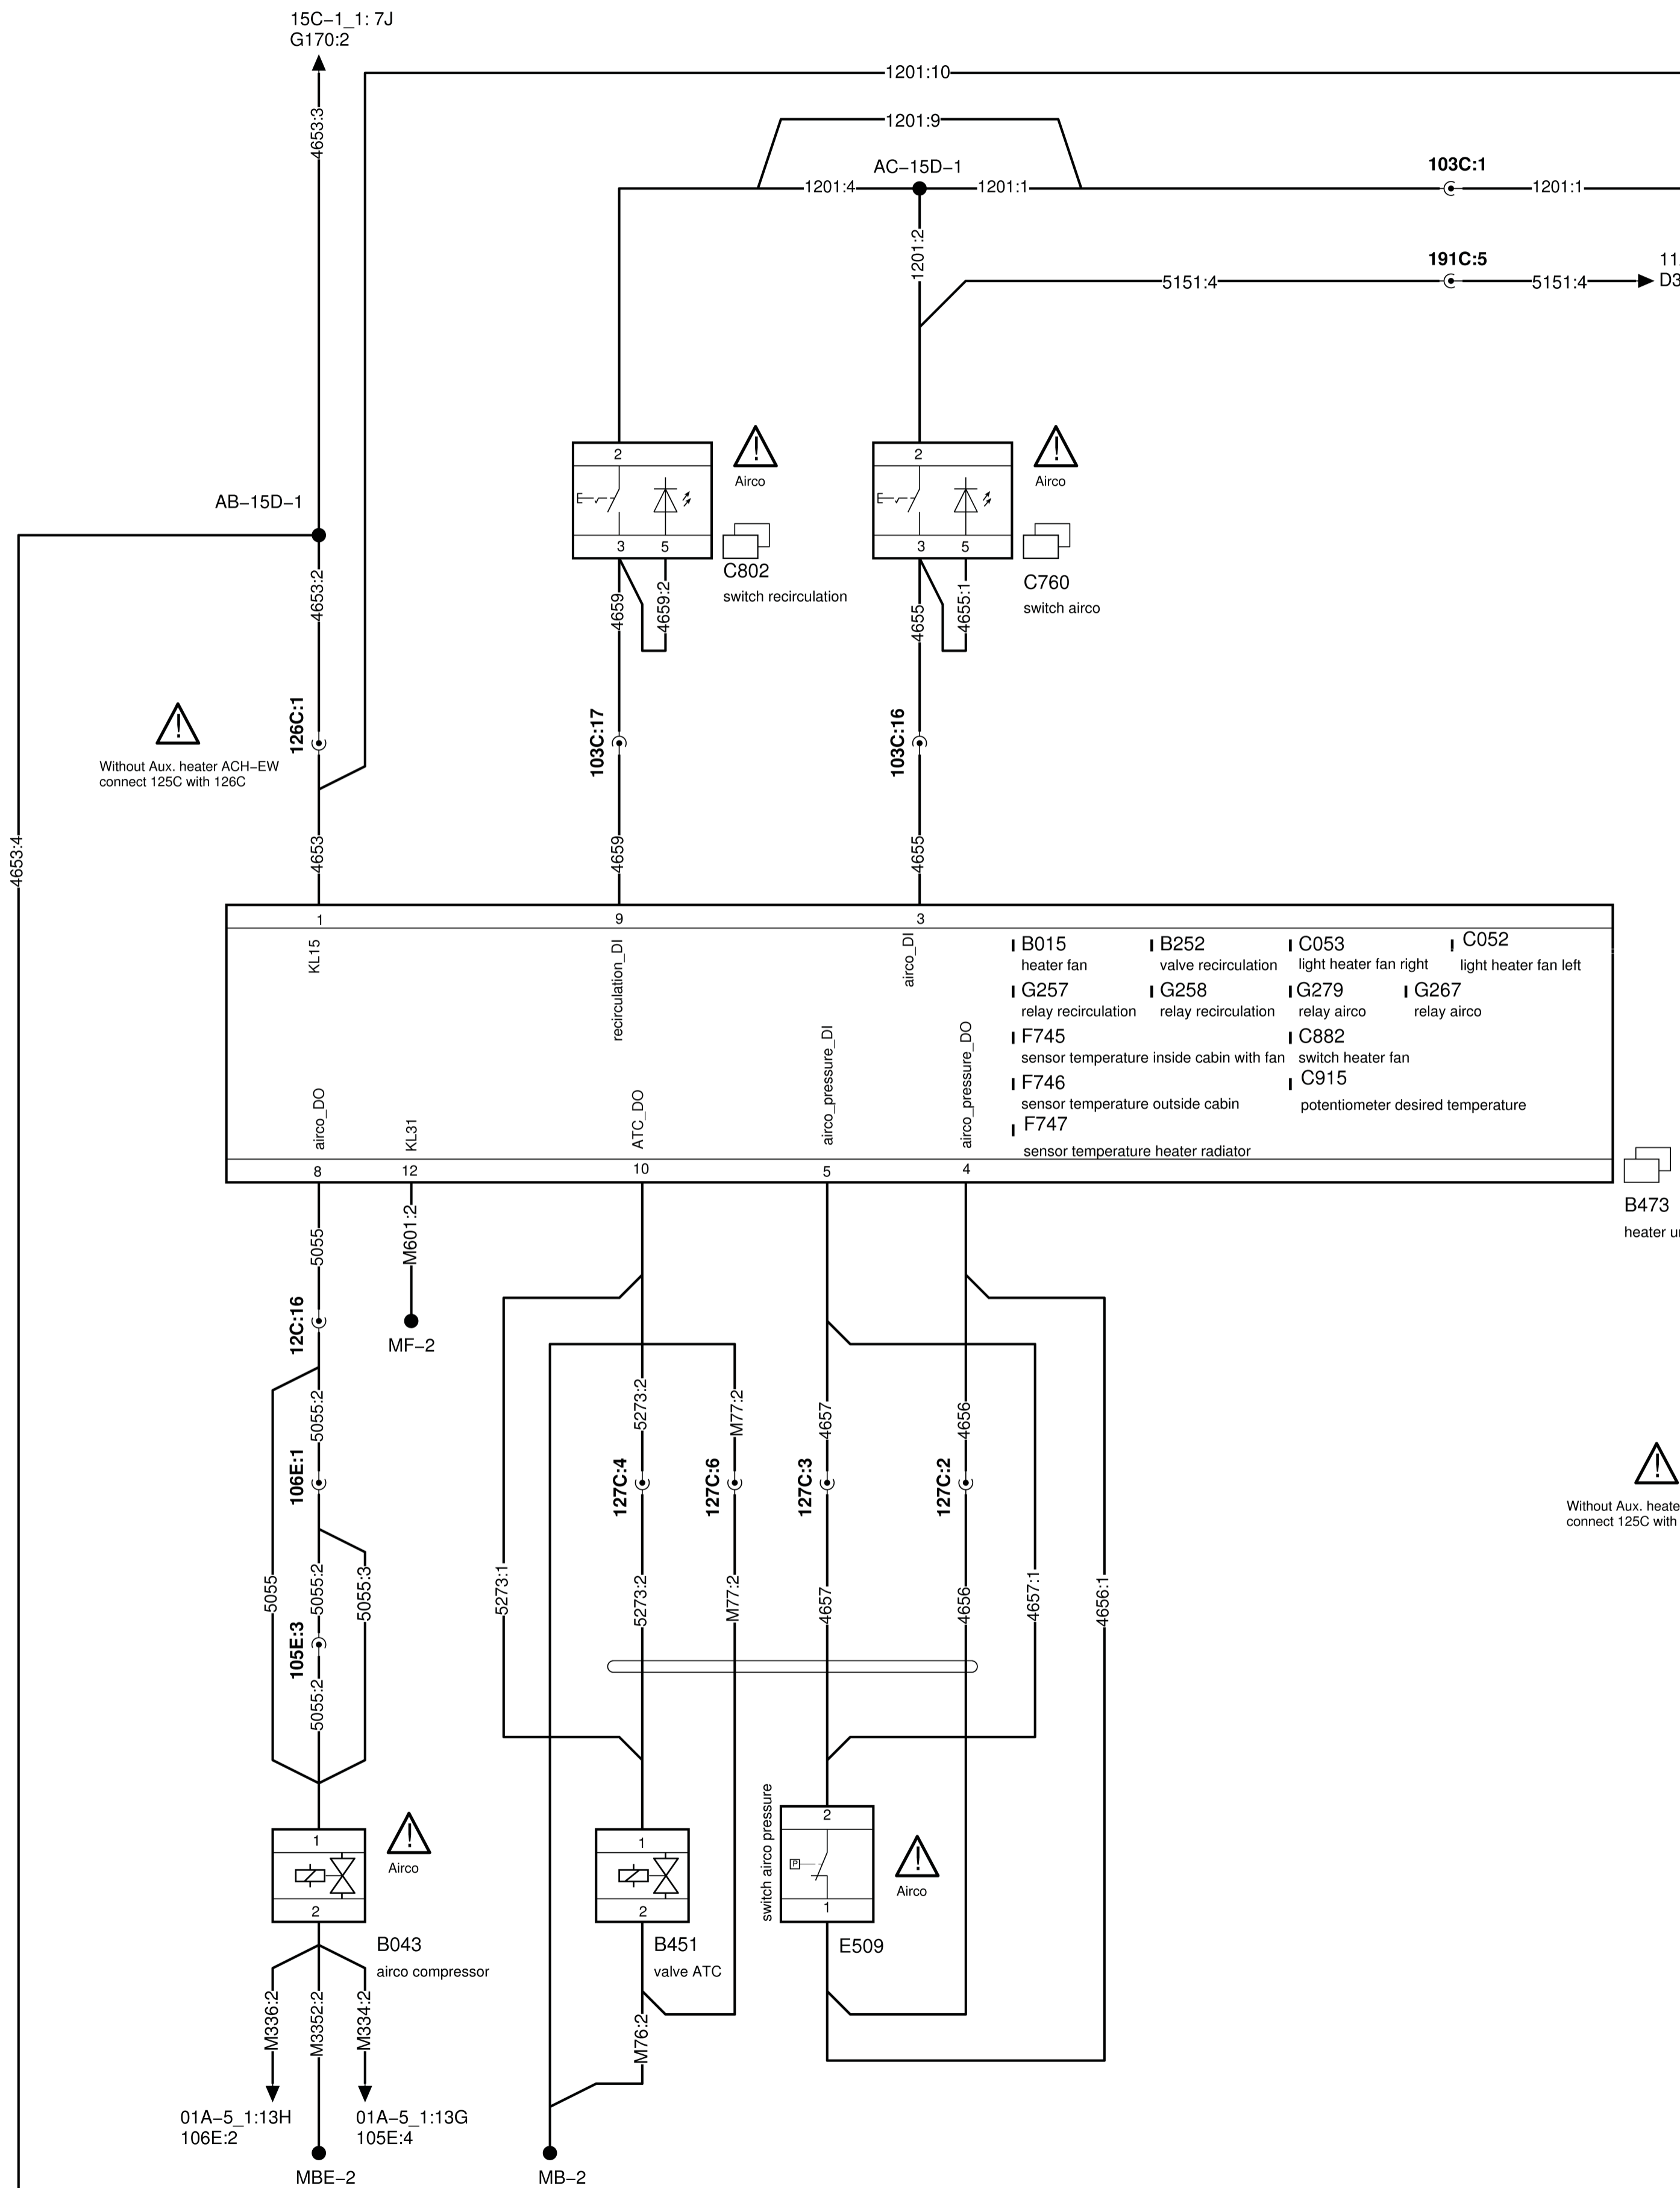 15C-1_1: 7J
G170:2
1201:10
4653:3
1201:9
AC-15D-1
103C:1
1201:4
1201:1
1201:1
1201:2
191C:5
11
D3
5151:4
5151:4
2
2
Airco
Airco
AB-15D-1
3
5
3
5
C802
switch recirculation
C760
switch airco
4653:2
4659
4659:2
4655
4655:1
126C:1
103C:17
103C:16
Without Aux. heater ACH-EW
connect 125C with 126C
4653:4
4653
4659
4655
1
9
3
KL15
recirculation_DI
airco_DI
B015
heater fan
B252
valve recirculation
C053
light heater fan right
C052
light heater fan left
G257
relay recirculation
G258
relay recirculation
G279
relay airco
G267
relay airco
F745
sensor temperature inside cabin with fan
C882
switch heater fan
F746
sensor temperature outside cabin
C915
potentiometer desired temperature
F747
sensor temperature heater radiator
airco_DO
KL31
ATC_DO
airco_pressure_DI
airco_pressure_DO
8
12
10
5
4
B473
heater u
5055
M601:2
12C:16
MF-2
5055:2
5273:2
M77:2
4657
4656
106E:1
127C:4
127C:6
127C:3
127C:2
Without Aux. heate
connect 125C with
5055
5055:2
5055:3
5273:1
5273:2
M77:2
4657
4656
4657:1
4656:1
105E:3
5055:2
switch airco pressure
1
Airco
1
2
P
Airco
2
2
1
B043
airco compressor
B451
valve ATC
E509
M336:2
M3352:2
M334:2
M76:2
01A-5_1:13H
106E:2
01A-5_1:13G
105E:4
MBE-2
MB-2